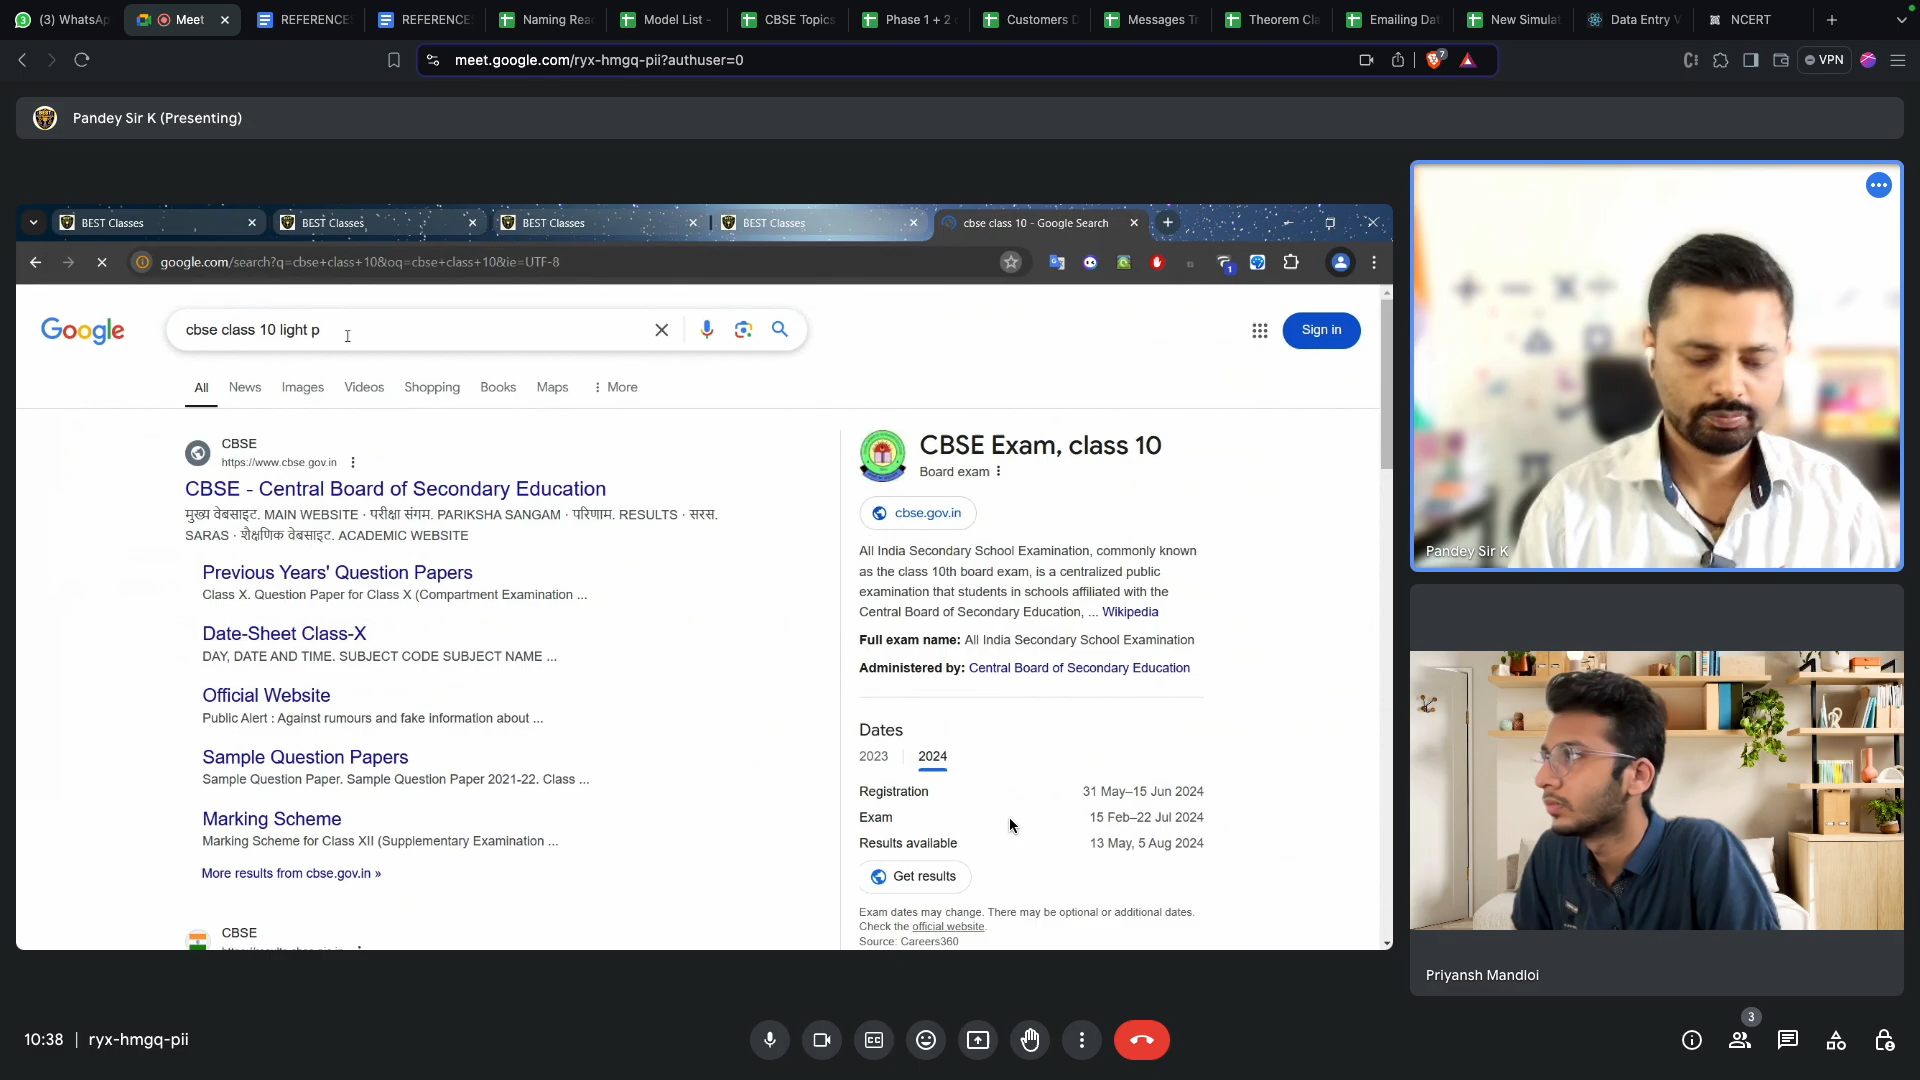 (3) WhatsAp
Meet
REFERENCE
REFERENCE
Naming Rea
Model List -
CBSE Topics
Phase 1 + 2
Customers D
Messages Ti
Theorem Cla
Emailing Dat
New Simulat
Data Entry V
NCERT
meet.google.com/ryx-hmgq-pii?authuser=0
7
VPN
Pandey Sir K (Presenting)
BEST Classes
BEST Classes
BEST Classes
BEST Classes
cbse class 10 - Google Search
google.com/search?q=cbse+class+10&oq=cbse+class+10&ie=UTF-8
1
Google
cbse class 10 light p
Sign in
All
News
Images
Videos
Shopping
Books
Maps
More
CBSE
https://www.cbse.gov.in
CBSE - Central Board of Secondary Education
मुख्य वेबसाइट. MAIN WEBSITE · परीक्षा संगम. PARIKSHA SANGAM · परिणाम. RESULTS · सरस.
SARAS · शैक्षणिक वेबसाइट. ACADEMIC WEBSITE
Previous Years' Question Papers
Class X. Question Paper for Class X (Compartment Examination ...
Date-Sheet Class-X
DAY, DATE AND TIME. SUBJECT CODE SUBJECT NAME ...
Official Website
Public Alert : Against rumours and fake information about ...
Sample Question Papers
Sample Question Paper. Sample Question Paper 2021-22. Class ...
Marking Scheme
Marking Scheme for Class XII (Supplementary Examination ...
More results from cbse.gov.in »
CBSE
CBSE Exam, class 10
Board exam
cbse.gov.in
All India Secondary School Examination, commonly known
as the class 10th board exam, is a centralized public
examination that students in schools affiliated with the
Central Board of Secondary Education, ... Wikipedia
Full exam name: All India Secondary School Examination
Administered by: Central Board of Secondary Education
Dates
2023
2024
Registration 31 May–15 Jun 2024
Exam 15 Feb–22 Jul 2024
Results available 13 May, 5 Aug 2024
Get results
Exam dates may change. There may be optional or additional dates.
Check the official website.
Source: Careers360
Pandey Sir K
Priyansh Mandloi
10:38 | ryx-hmgq-pii
3